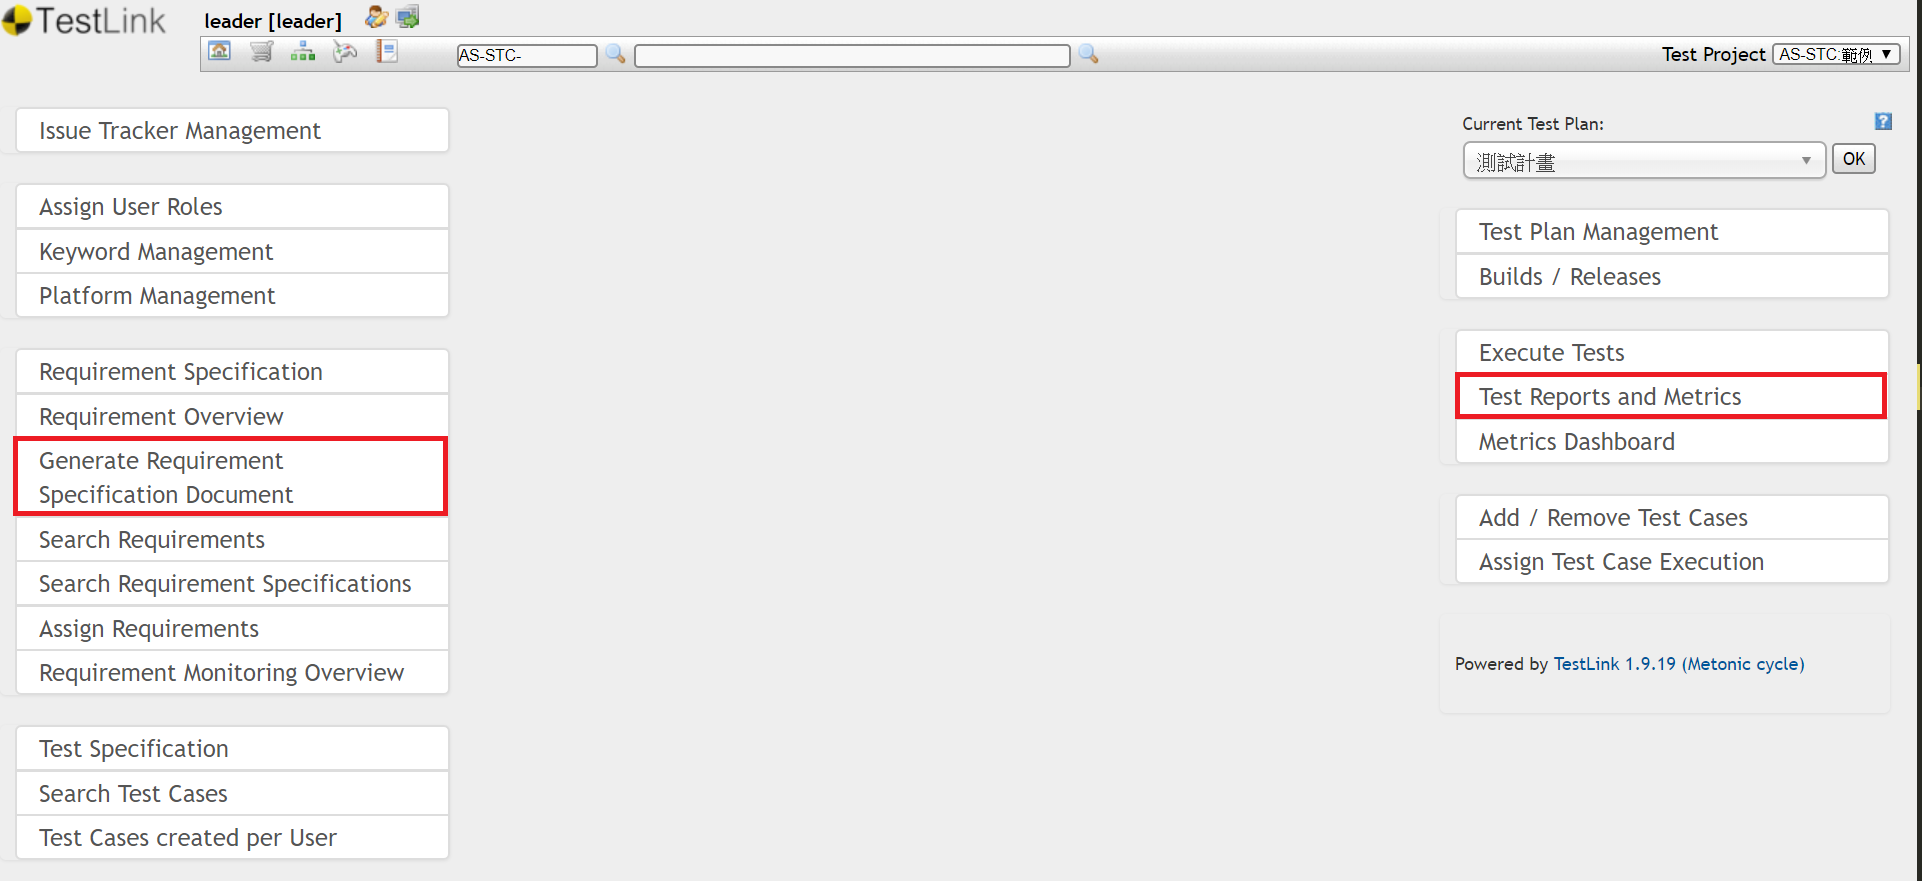 TestLink
leader [leader]
AS-STC-
Test Project AS-STC:範例
Issue Tracker Management
Assign User Roles
Keyword Management
Platform Management
Requirement Specification
Requirement Overview
Generate Requirement
Specification Document
Search Requirements
Search Requirement Specifications
Assign Requirements
Requirement Monitoring Overview
Test Specification
Search Test Cases
Test Cases created per User
Current Test Plan:
測試計畫
OK
Test Plan Management
Builds / Releases
Execute Tests
Test Reports and Metrics
Metrics Dashboard
Add / Remove Test Cases
Assign Test Case Execution
Powered by TestLink 1.9.19 (Metonic cycle)